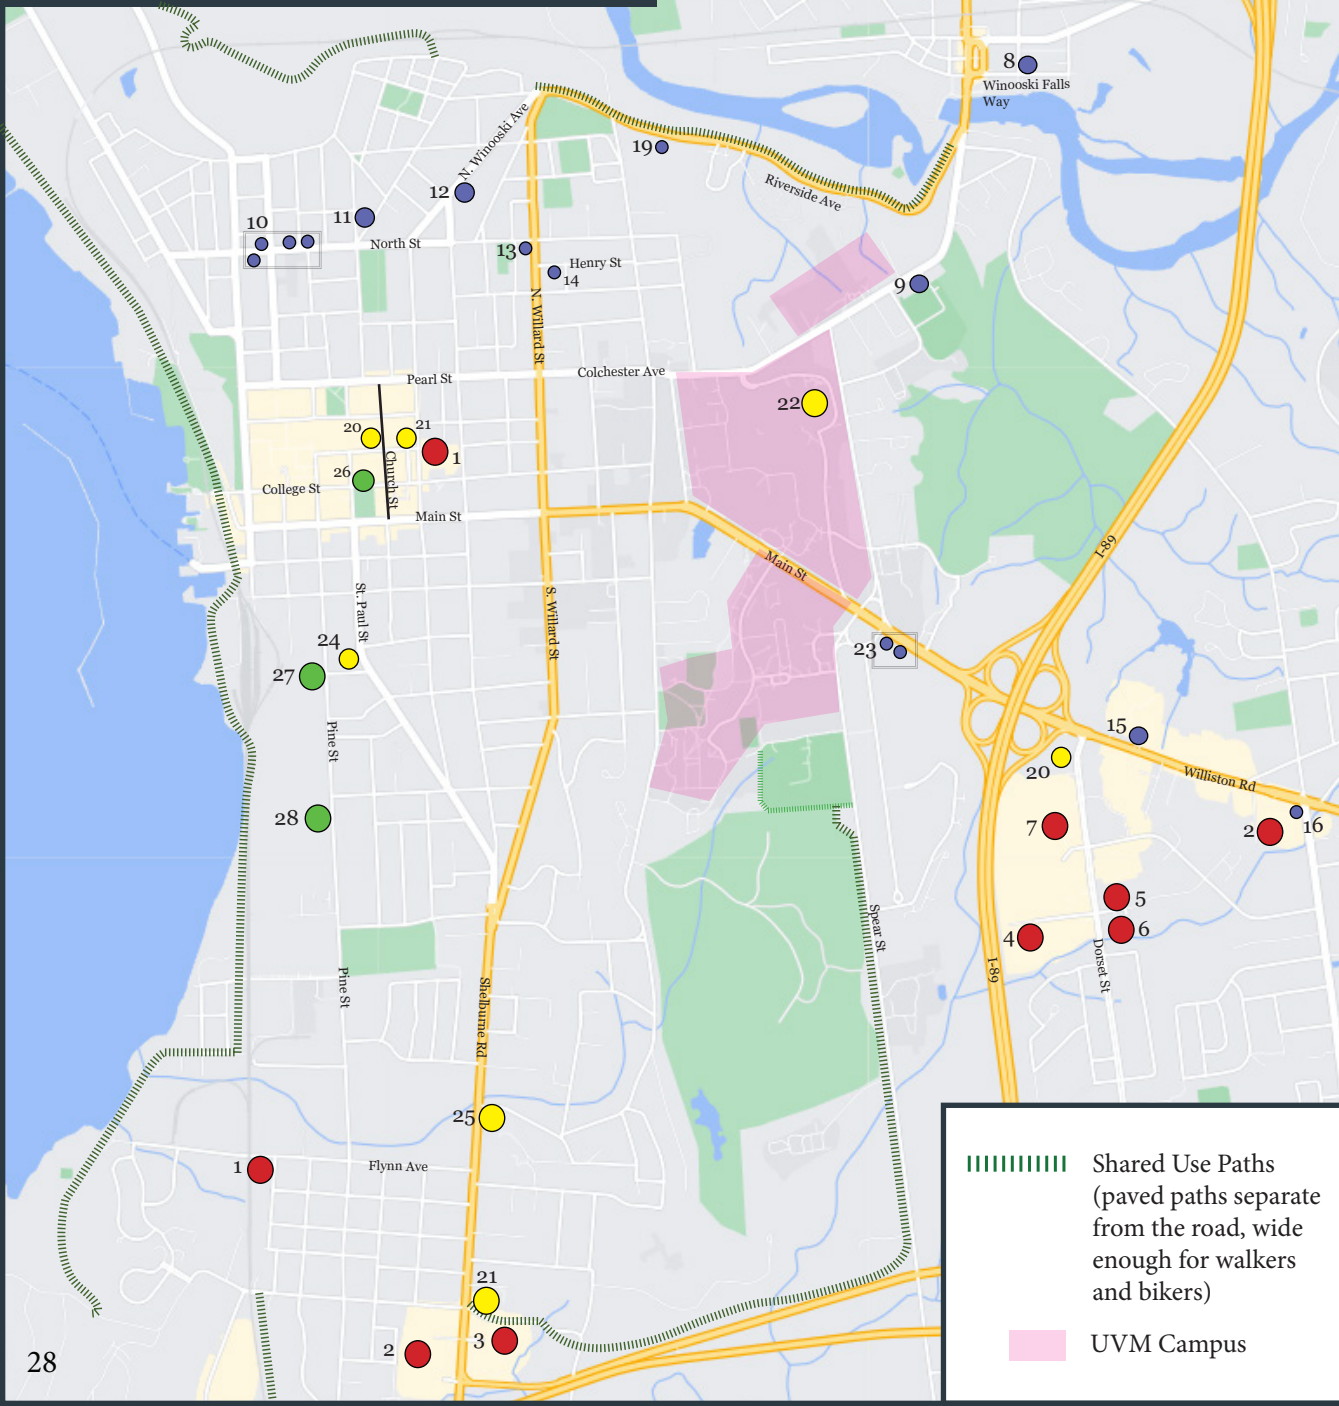 8
Winooski Falls
Way
N. Winooski Ave
19
Riverside Ave
12
11
10
North St
13
Henry St
14
9
N. Willard St
Colchester Ave
Pearl St
22
20
21
1
Church St
26
College St
Main St
I-89
Main St
St. Paul St
S. Willard St
24
27
23
15
20
Williston Rd
Pine St
28
7
2
16
5
6
4
Spear St
Dorset St
I-89
Pine St
Shelburne Rd
25
1
Flynn Ave
21
2
3
Shared Use Paths
(paved paths separate
from the road, wide
enough for walkers
and bikers)
UVM Campus
28